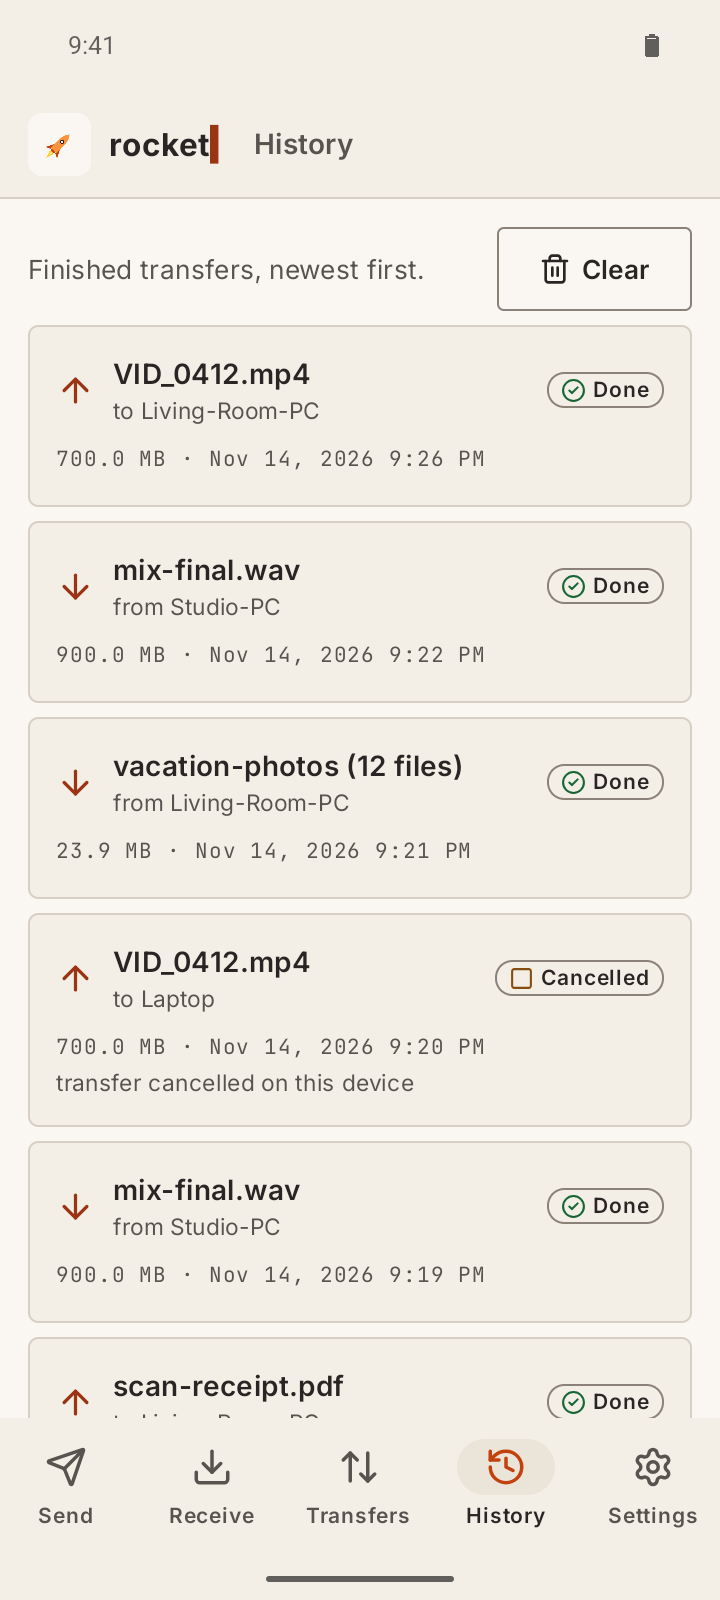 9:41
rocket History
Finished transfers, newest first.
Clear
VID_0412.mp4
to Living-Room-PC
Done
700.0 MB · Nov 14, 2026 9:26 PM
mix-final.wav
from Studio-PC
Done
900.0 MB · Nov 14, 2026 9:22 PM
vacation-photos (12 files)
from Living-Room-PC
Done
23.9 MB · Nov 14, 2026 9:21 PM
VID_0412.mp4
to Laptop
Cancelled
700.0 MB · Nov 14, 2026 9:20 PM
transfer cancelled on this device
mix-final.wav
from Studio-PC
Done
900.0 MB · Nov 14, 2026 9:19 PM
scan-receipt.pdf
Done
Send
Receive
Transfers
History
Settings